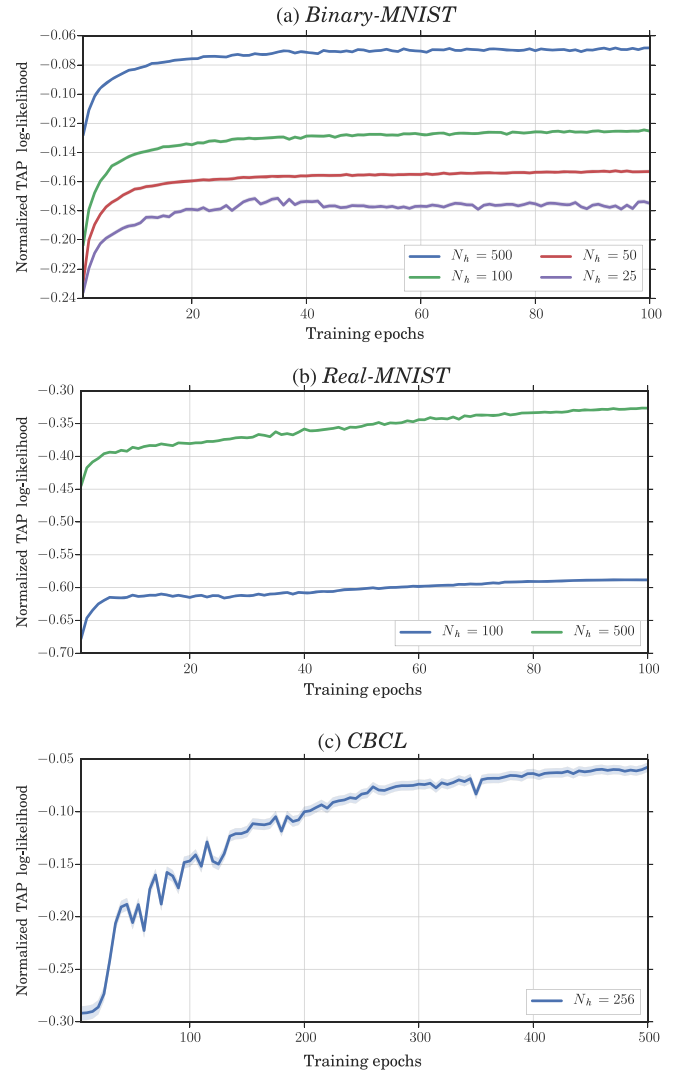 (a) Binary-MNIST
Normalized TAP log-likelihood
−0.06
−0.08
−0.10
−0.12
−0.14
−0.16
−0.18
−0.20
−0.22
−0.24
N_h = 500
N_h = 50
N_h = 100
N_h = 25
20
40
60
80
100
Training epochs
(b) Real-MNIST
Normalized TAP log-likelihood
−0.30
−0.35
−0.40
−0.45
−0.50
−0.55
−0.60
−0.65
−0.70
N_h = 100
N_h = 500
20
40
60
80
100
Training epochs
(c) CBCL
Normalized TAP log-likelihood
−0.05
−0.10
−0.15
−0.20
−0.25
−0.30
N_h = 256
100
200
300
400
500
Training epochs